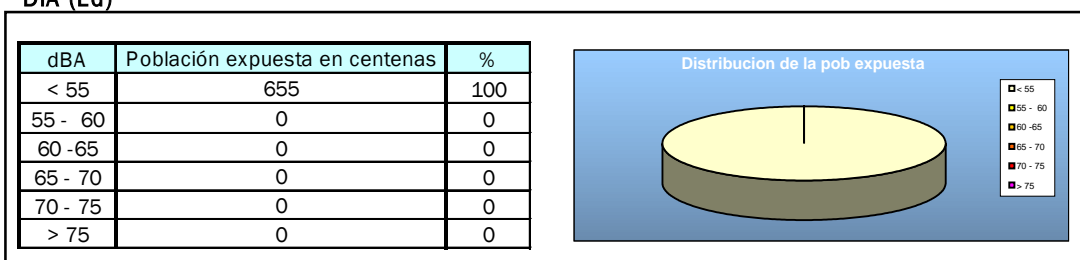 DIA (Ld)
dBA Población expuesta en centenas %
< 55 655 100
55 - 60 0 0
60 -65 0 0
65 - 70 0 0
70 - 75 0 0
> 75 0 0
Distribucion de la pob expuesta
< 55
55 - 60
60 -65
65 - 70
70 - 75
> 75